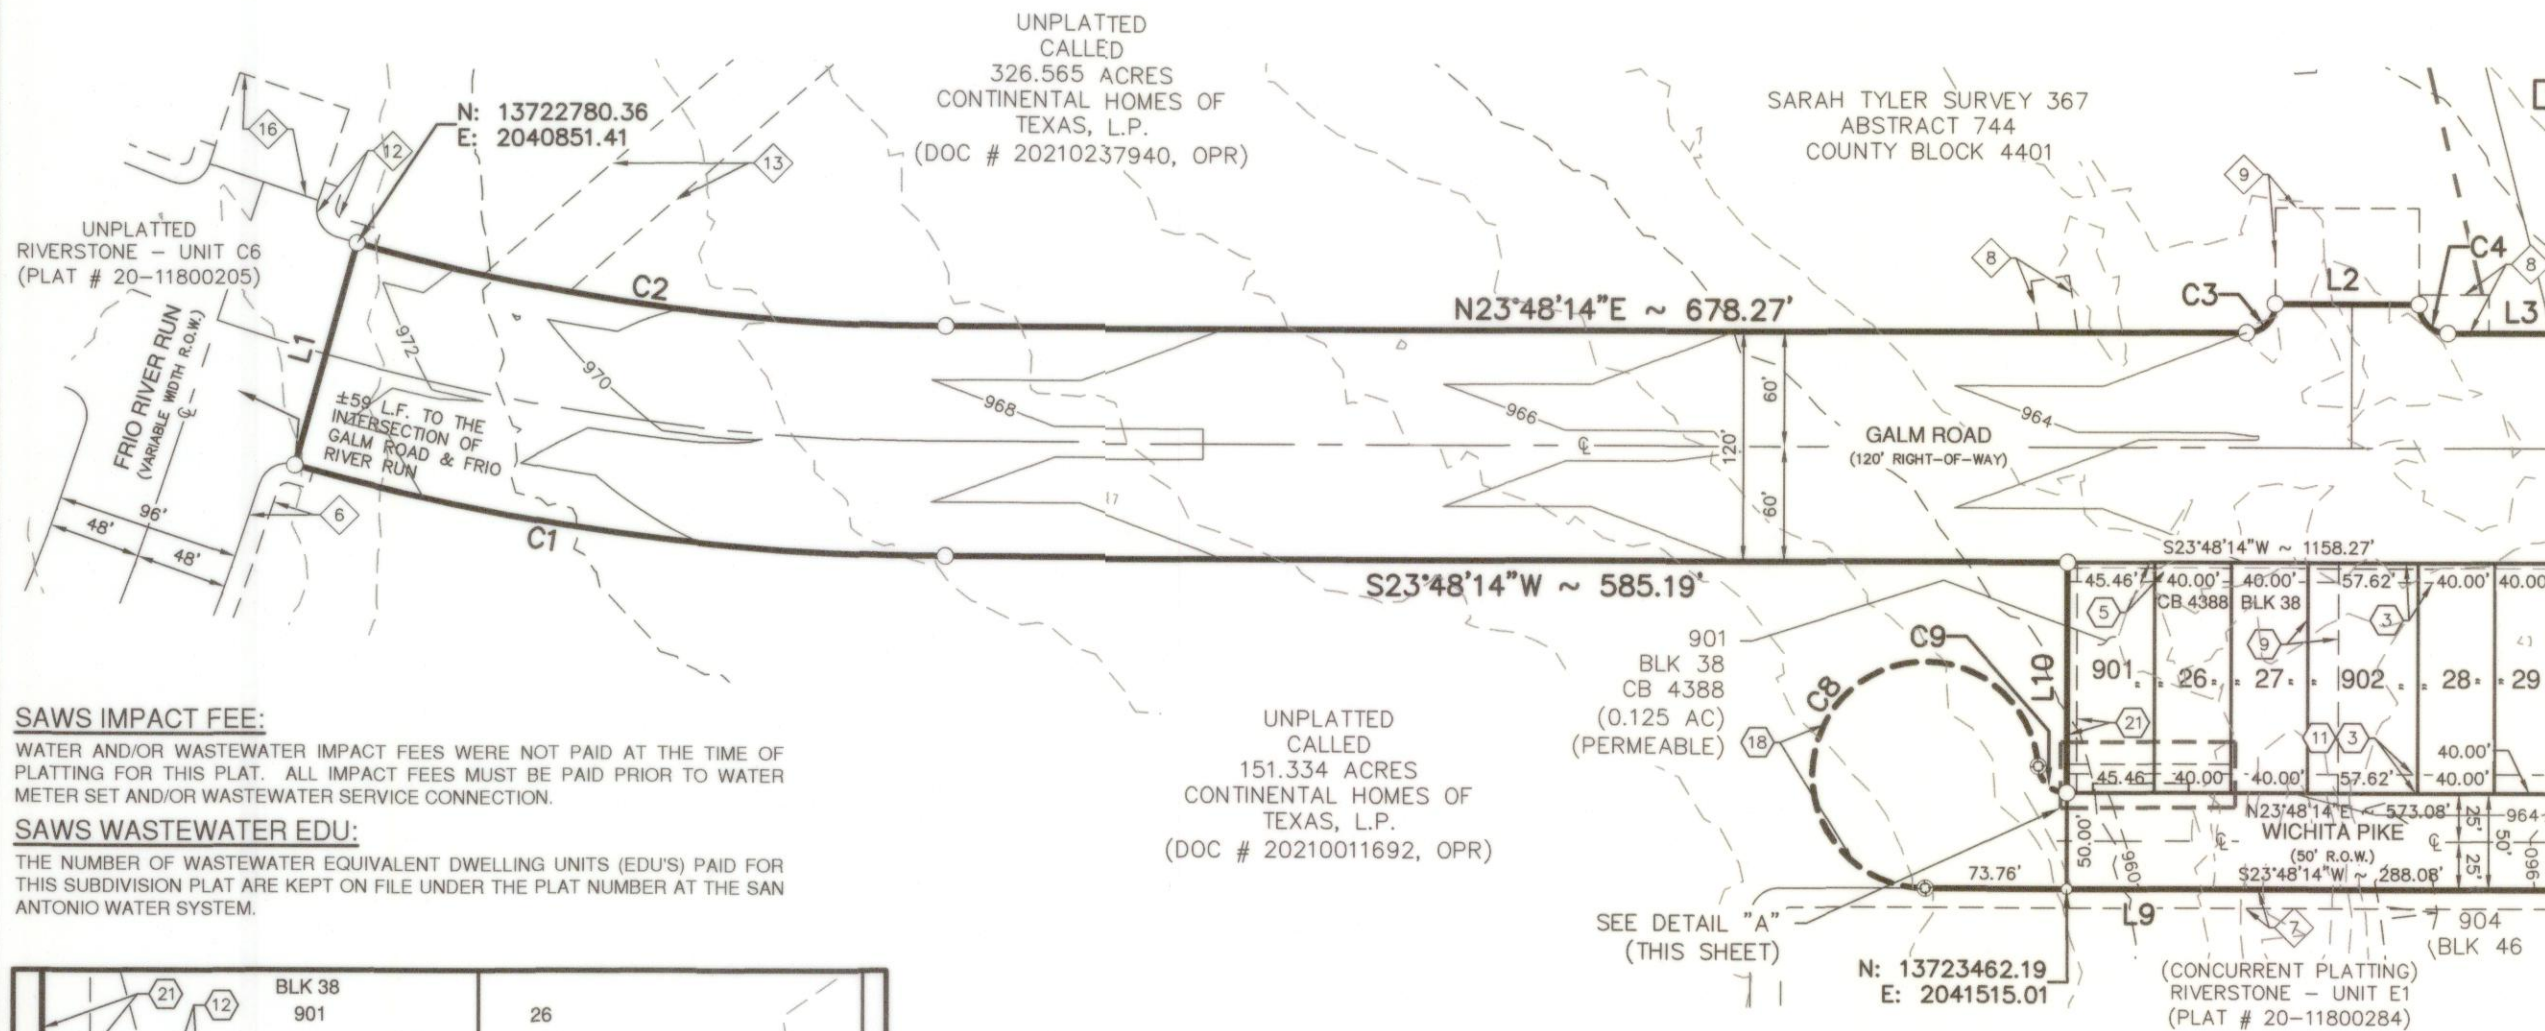 UNPLATTED
CALLED
326.565 ACRES
CONTINENTAL HOMES OF
TEXAS, L.P.
(DOC # 20210237940, OPR)
SARAH TYLER SURVEY 367
ABSTRACT 744
COUNTY BLOCK 4401
N: 13722780.36
E: 2040851.41
16
12
13
9
8
C4
8
UNPLATTED
RIVERSTONE - UNIT C6
(PLAT # 20-11800205)
C2
N23°48'14"E ~ 678.27'
C3
L2
L3
FRIO RIVER RUN
(VARIABLE WIDTH R.O.W.)
℄
L1
972
970
968
966
964
±59 L.F. TO THE
INTERSECTION OF
GALM ROAD & FRIO
RIVER RUN
60'
120'
60'
℄
GALM ROAD
(120' RIGHT-OF-WAY)
17
96'
48'
48'
6
C1
S23°48'14"W ~ 585.19'
S23°48'14"W ~ 1158.27'
45.46'
40.00'
40.00'
57.62'
40.00'
40.00
CB 4388
BLK 38
5
3
9
901
26
27
902
28
29
901
BLK 38
CB 4388
(0.125 AC)
(PERMEABLE)
18
C9
C8
L10
21
11
3
40.00'
45.46
40.00
40.00'
57.62'
40.00'
N23°48'14"E ~ 573.08'
964
WICHITA PIKE
(50' R.O.W.)
S23°48'14"W ~ 288.08'
℄
℄
25'
25'
50'
50.00'
960
960
73.76'
L9
7
904
BLK 46
SEE DETAIL "A"
(THIS SHEET)
N: 13723462.19
E: 2041515.01
(CONCURRENT PLATTING)
RIVERSTONE - UNIT E1
(PLAT # 20-11800284)
UNPLATTED
CALLED
151.334 ACRES
CONTINENTAL HOMES OF
TEXAS, L.P.
(DOC # 20210011692, OPR)
SAWS IMPACT FEE:
WATER AND/OR WASTEWATER IMPACT FEES WERE NOT PAID AT THE TIME OF
PLATTING FOR THIS PLAT. ALL IMPACT FEES MUST BE PAID PRIOR TO WATER
METER SET AND/OR WASTEWATER SERVICE CONNECTION.
SAWS WASTEWATER EDU:
THE NUMBER OF WASTEWATER EQUIVALENT DWELLING UNITS (EDU'S) PAID FOR
THIS SUBDIVISION PLAT ARE KEPT ON FILE UNDER THE PLAT NUMBER AT THE SAN
ANTONIO WATER SYSTEM.
21
12
BLK 38
901
26